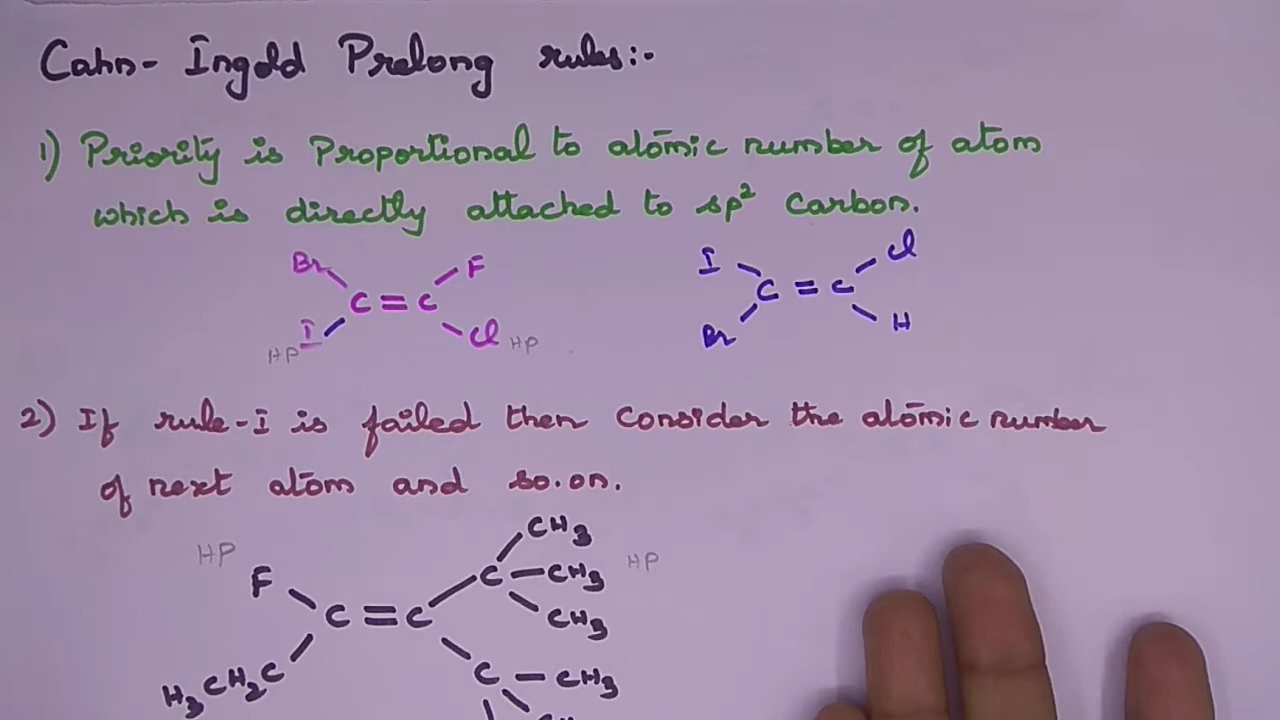 Cahn- Ingold Prelong rules:-
1) Priority is Proportional to atomic number of atom
which is directly attached to sp² carbon.
Br F I Cl
C = C C = C
I Cl Br H
HP HP
2) If rule-I is failed then consider the atomic number
of next atom and so.on.
CH3
HP HP
F C - CH3
C = C CH3
H3CH2C C - CH3